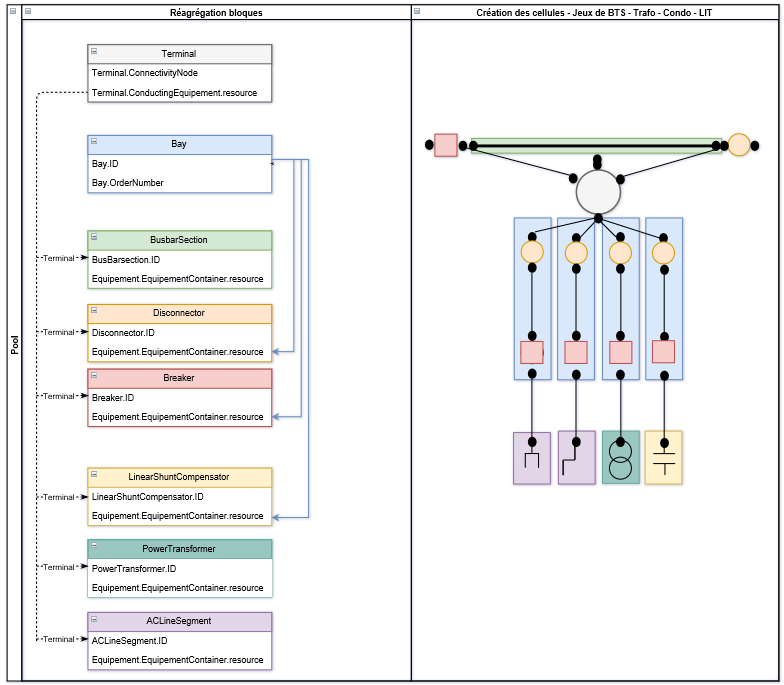 Pool
Réagrégation bloques
Création des cellules - Jeux de BTS - Trafo - Condo - LIT
Terminal
Terminal.ConnectivityNode
Terminal.ConductingEquipement.resource
Bay
Bay.ID
Bay.OrderNumber
BusbarSection
Terminal
BusBarsection.ID
Equipement.EquipementContainer.resource
Disconnector
Terminal
Disconnector.ID
Equipement.EquipementContainer.resource
Breaker
Terminal
Breaker.ID
Equipement.EquipementContainer.resource
LinearShuntCompensator
Terminal
LinearShuntCompensator.ID
Equipement.EquipementContainer.resource
PowerTransformer
Terminal
PowerTransformer.ID
Equipement.EquipementContainer.resource
ACLineSegment
Terminal
ACLineSegment.ID
Equipement.EquipementContainer.resource